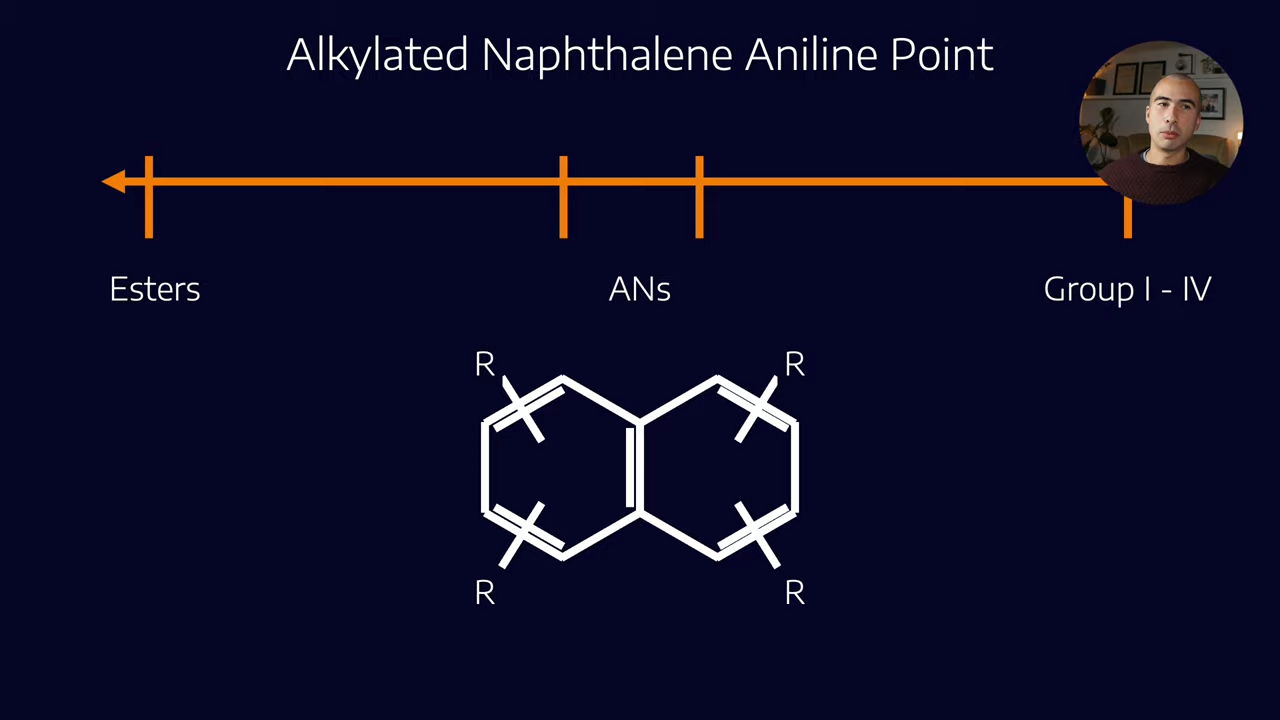 Alkylated Naphthalene Aniline Point
Esters
ANs
Group I - IV
R
R
R
R